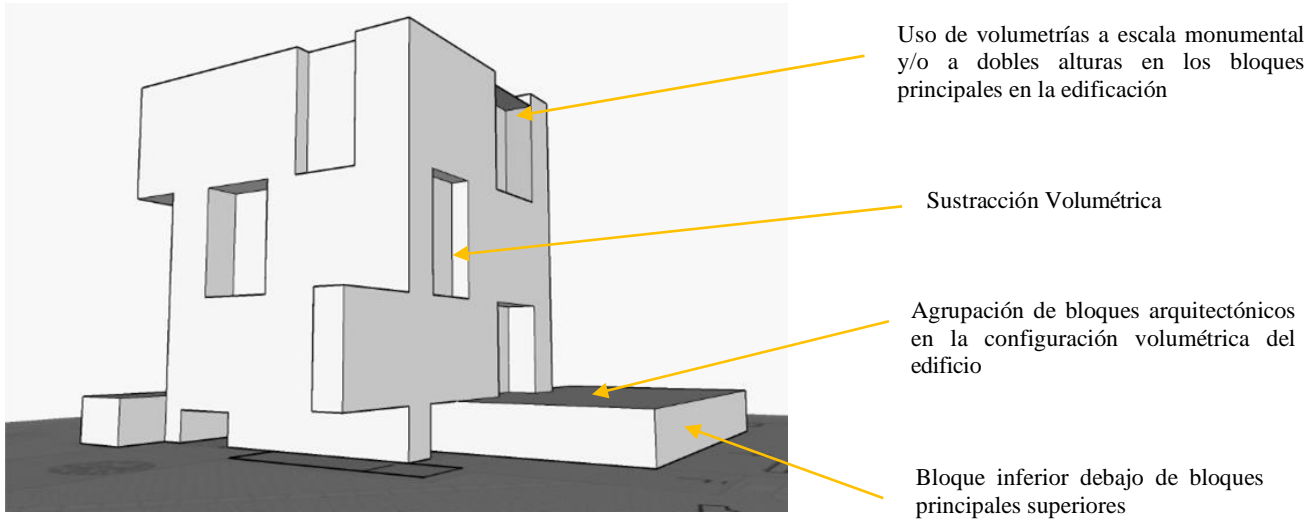 Uso de volumetrías a escala monumental
y/o a dobles alturas en los bloques
principales en la edificación
Sustracción Volumétrica
Agrupación de bloques arquitectónicos
en la configuración volumétrica del
edificio
Bloque inferior debajo de bloques
principales superiores